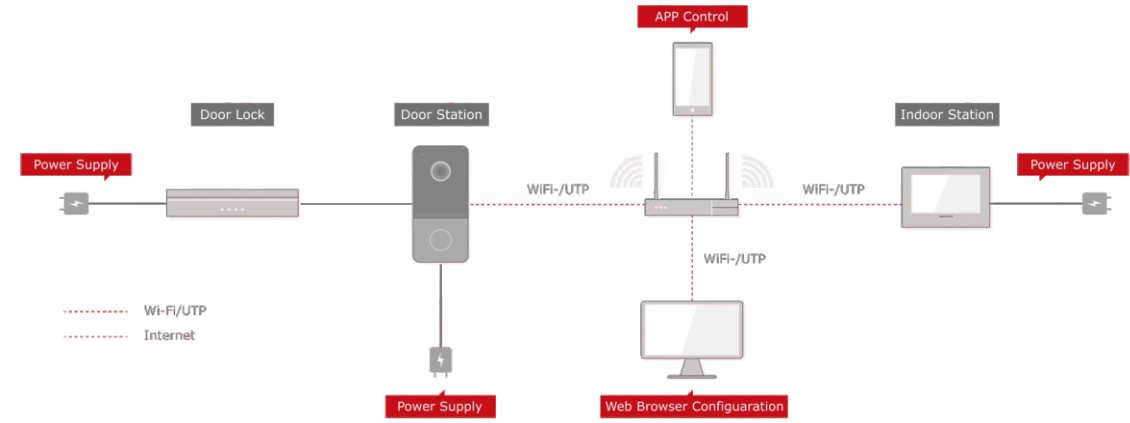 APP Control
Door Lock
Door Station
Indoor Station
Power Supply
Power Supply
WiFi-/UTP
WiFi-/UTP
WiFi-/UTP
Wi-Fi/UTP
Internet
Power Supply
Web Browser Configuaration